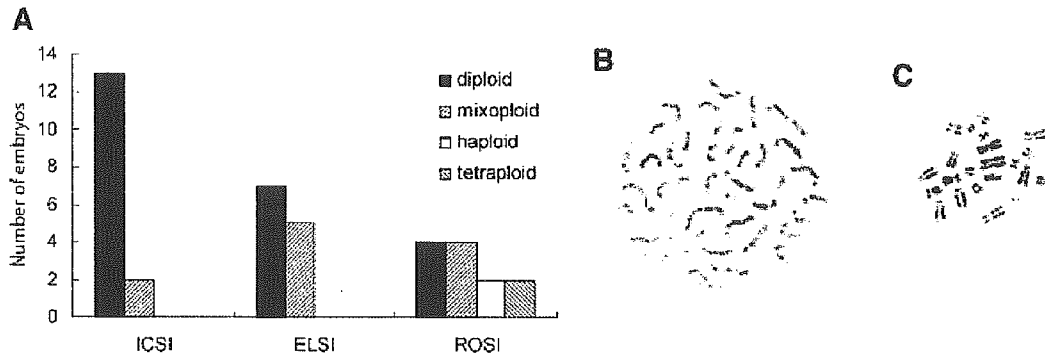 A
B
C
Number of embryos
14
12
10
8
6
4
2
0
diploid
mixoploid
haploid
tetraploid
ICSI
ELSI
ROSI